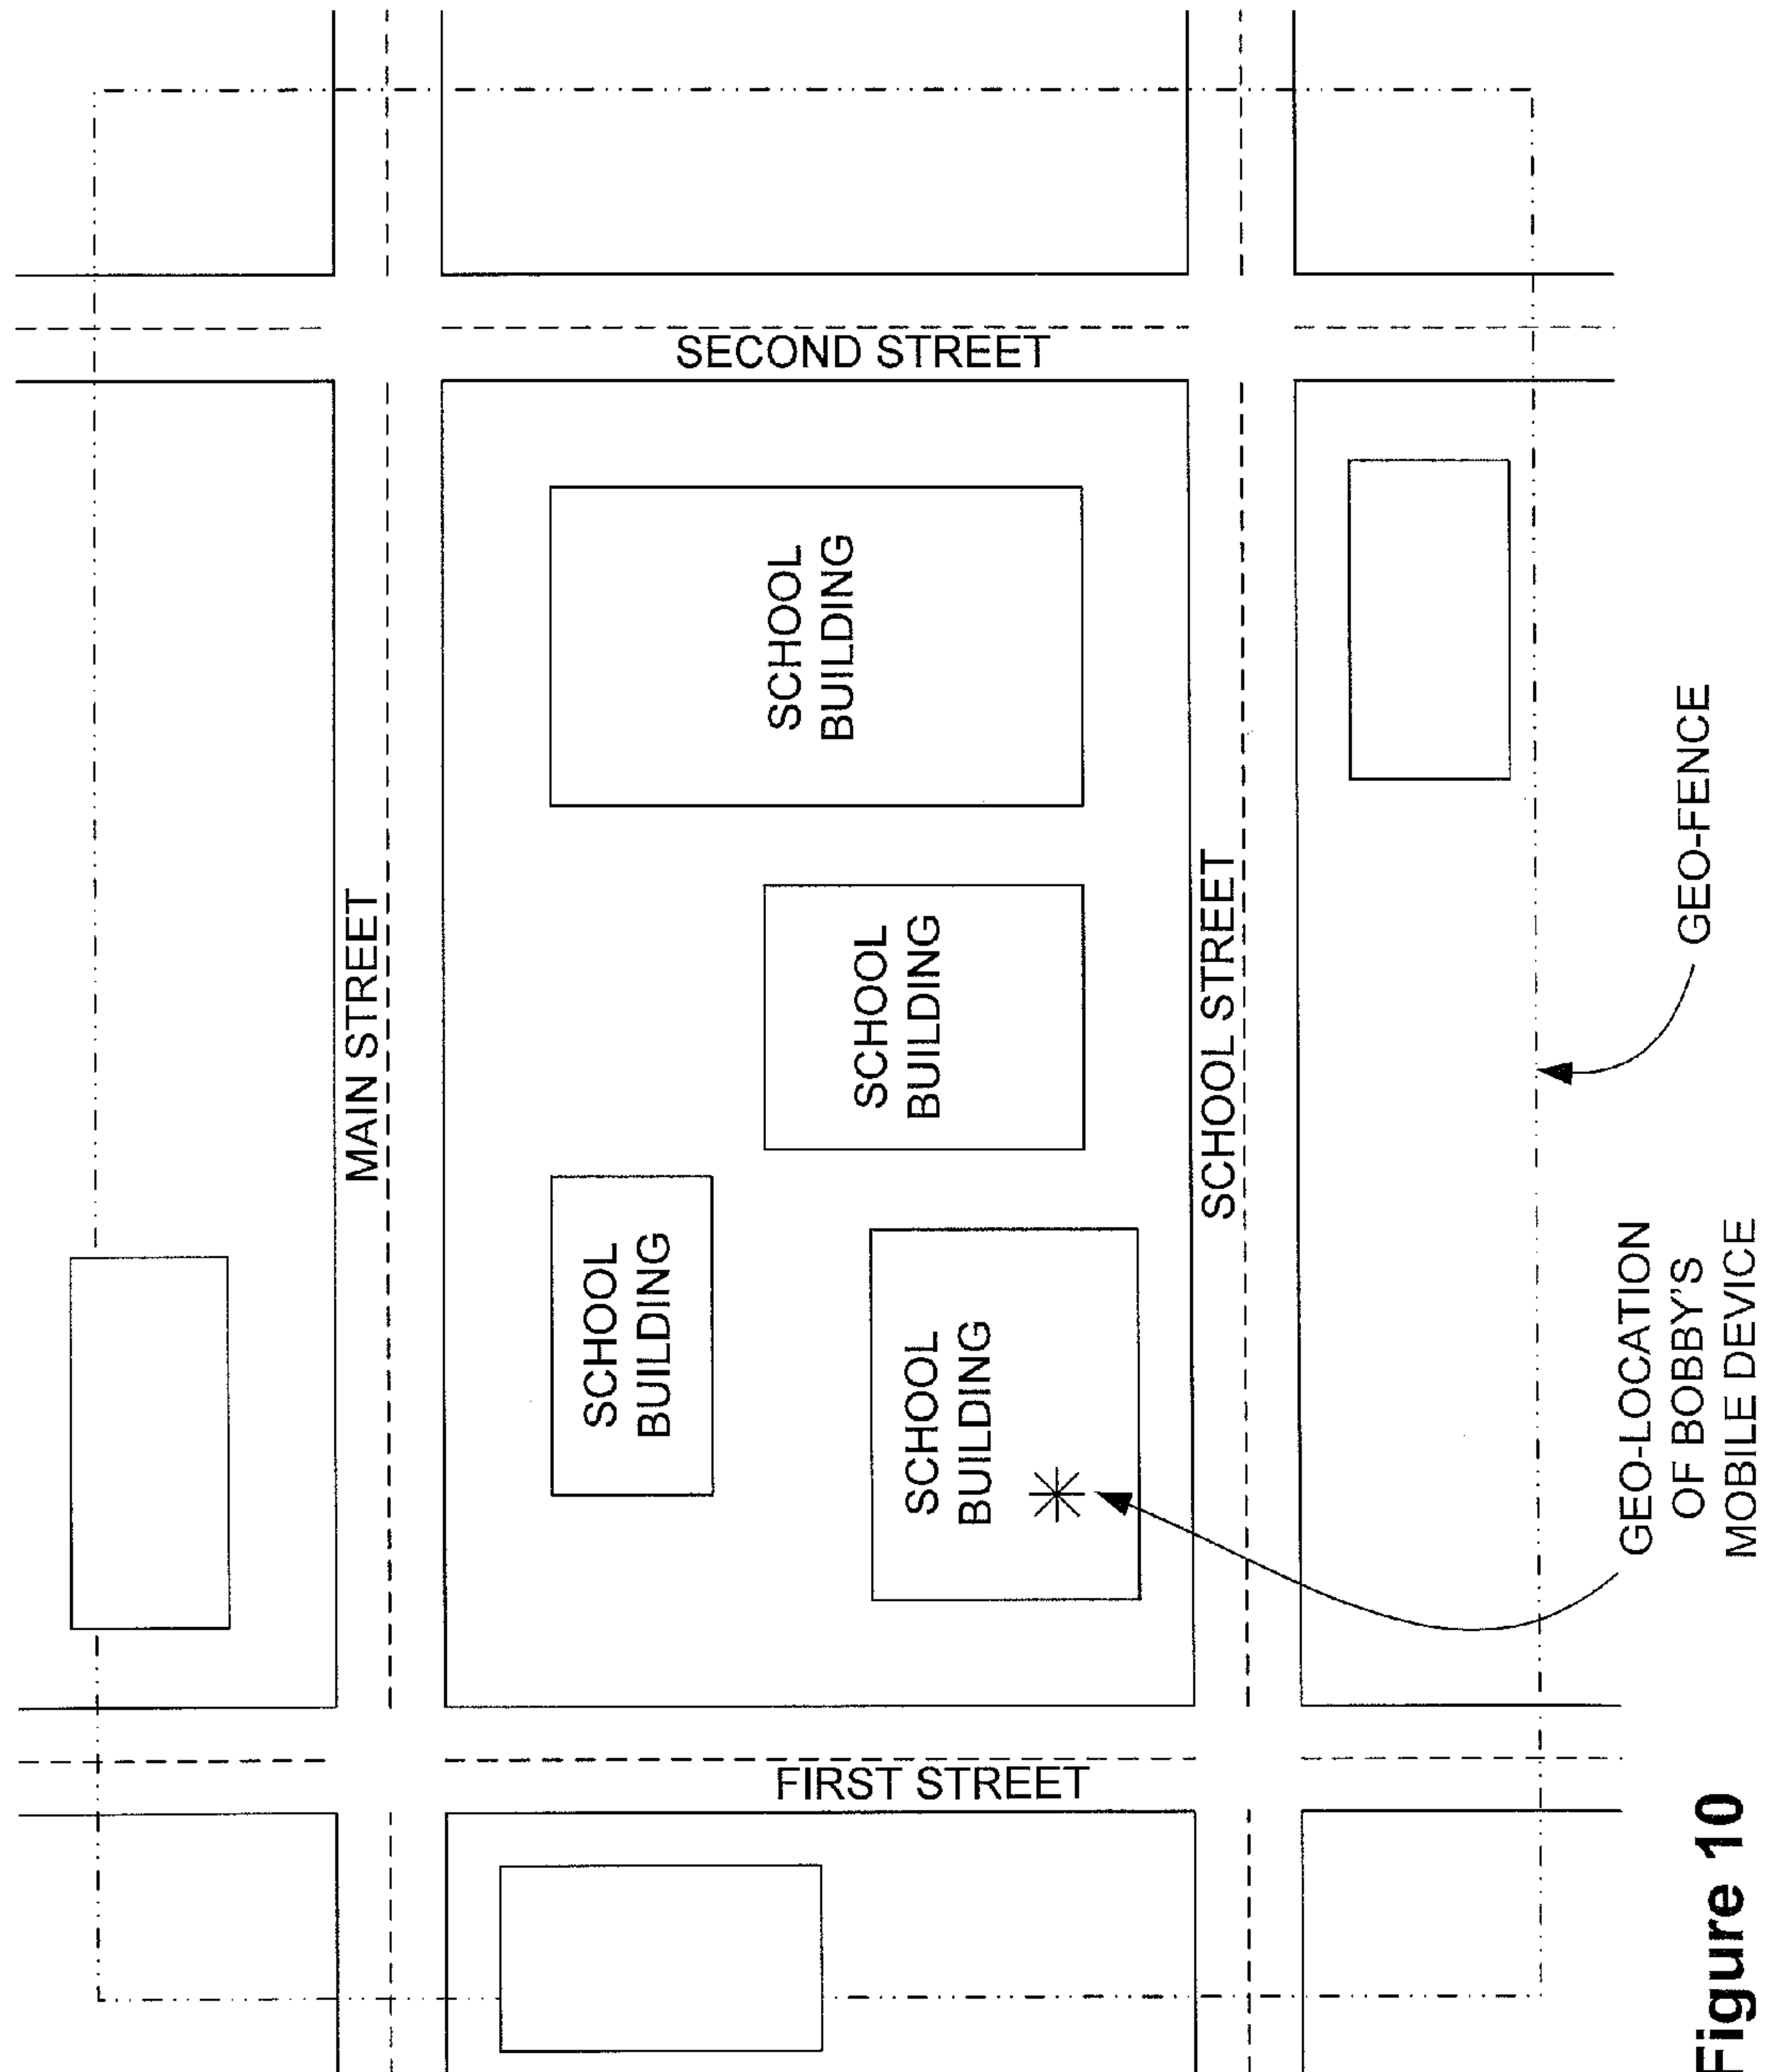 SECOND STREET
MAIN STREET
SCHOOL
BUILDING
SCHOOL
BUILDING
SCHOOL
BUILDING
SCHOOL
BUILDING
SCHOOL STREET
FIRST STREET
GEO-FENCE
GEO-LOCATION
OF BOBBY'S
MOBILE DEVICE
Figure 10